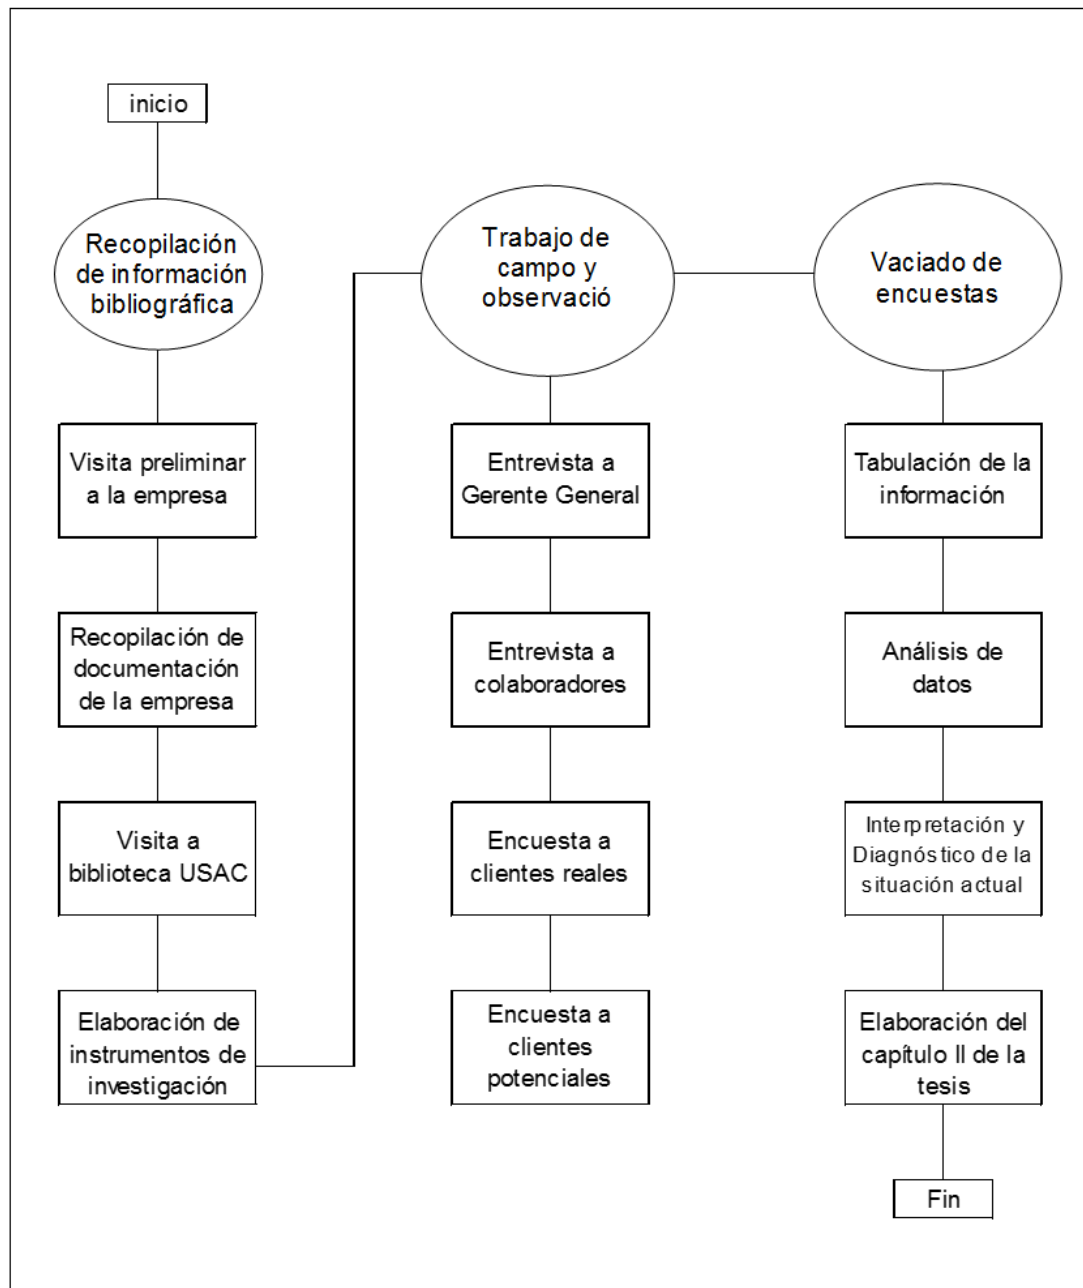 inicio
Recopilación
de información
bibliográfica
Visita preliminar
a la empresa
Recopilación de
documentación
de la empresa
Visita a
biblioteca USAC
Elaboración de
instrumentos de
investigación
Trabajo de
campo y
observació
Entrevista a
Gerente General
Entrevista a
colaboradores
Encuesta a
clientes reales
Encuesta a
clientes
potenciales
Vaciado de
encuestas
Tabulación de la
información
Análisis de
datos
Interpretación y
Diagnóstico de la
situación actual
Elaboración del
capítulo II de la
tesis
Fin